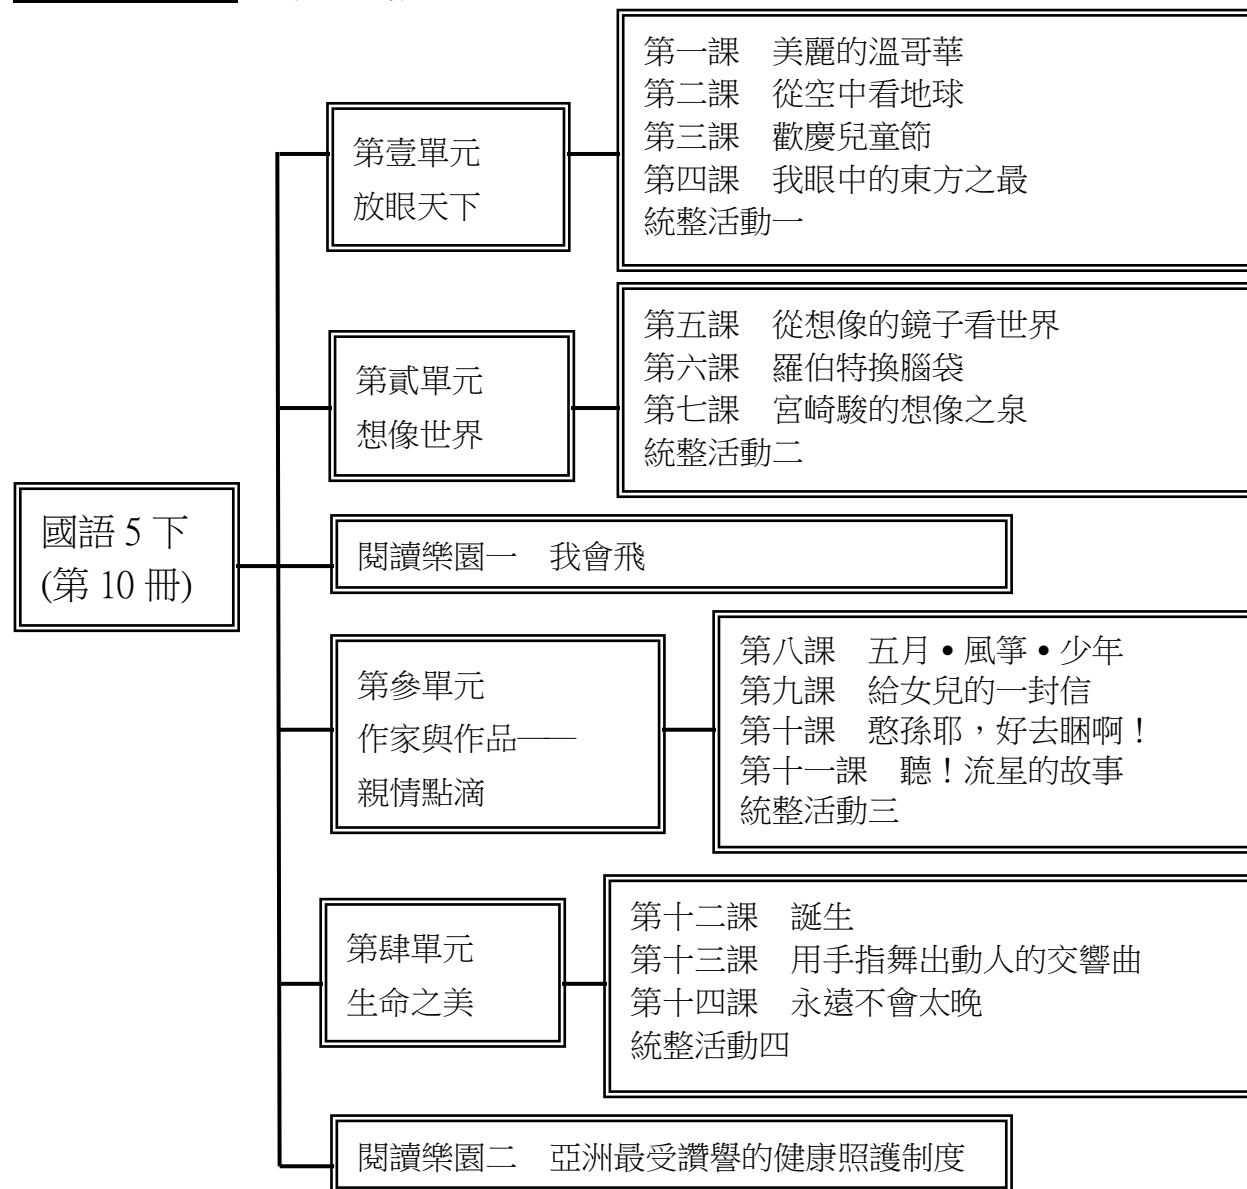 國語 5 下
(第 10 冊)
第壹單元
放眼天下
第一課　美麗的溫哥華
第二課　從空中看地球
第三課　歡慶兒童節
第四課　我眼中的東方之最
統整活動一
第貳單元
想像世界
第五課　從想像的鏡子看世界
第六課　羅伯特換腦袋
第七課　宮崎駿的想像之泉
統整活動二
閱讀樂園一　我會飛
第參單元
作家與作品——
親情點滴
第八課　五月•風箏•少年
第九課　給女兒的一封信
第十課　憨孫耶，好去睏啊！
第十一課　聽！流星的故事
統整活動三
第肆單元
生命之美
第十二課　誕生
第十三課　用手指舞出動人的交響曲
第十四課　永遠不會太晚
統整活動四
閱讀樂園二　亞洲最受讚譽的健康照護制度